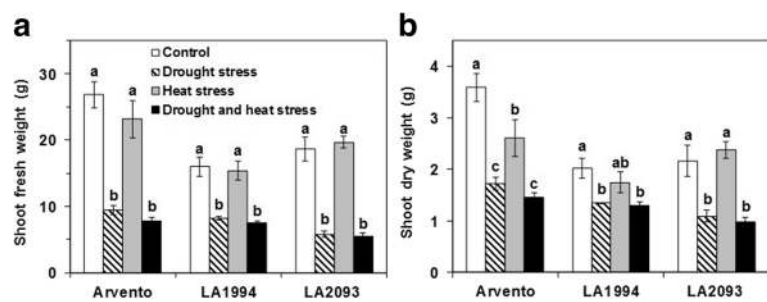 a
Shoot fresh weight (g)
30
20
10
0
Control
Drought stress
Heat stress
Drought and heat stress
a
b
a
b
a
b
a
b
a
b
a
b
Arvento
LA1994
LA2093
b
Shoot dry weight (g)
4
3
2
1
0
a
c
b
c
a
b
ab
b
a
b
a
b
Arvento
LA1994
LA2093